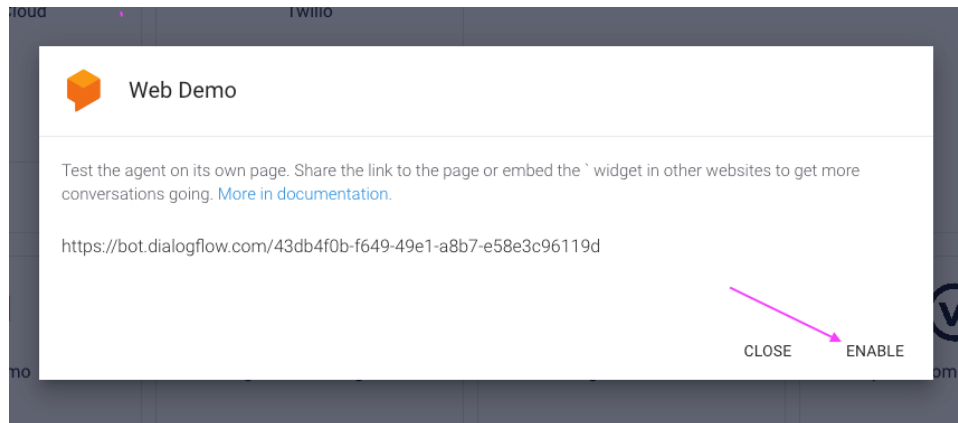 Cloud
Twilio
Web Demo
Test the agent on its own page. Share the link to the page or embed the ` widget in other websites to get more
conversations going. More in documentation.
https://bot.dialogflow.com/43db4f0b-f649-49e1-a8b7-e58e3c96119d
CLOSE ENABLE
mo